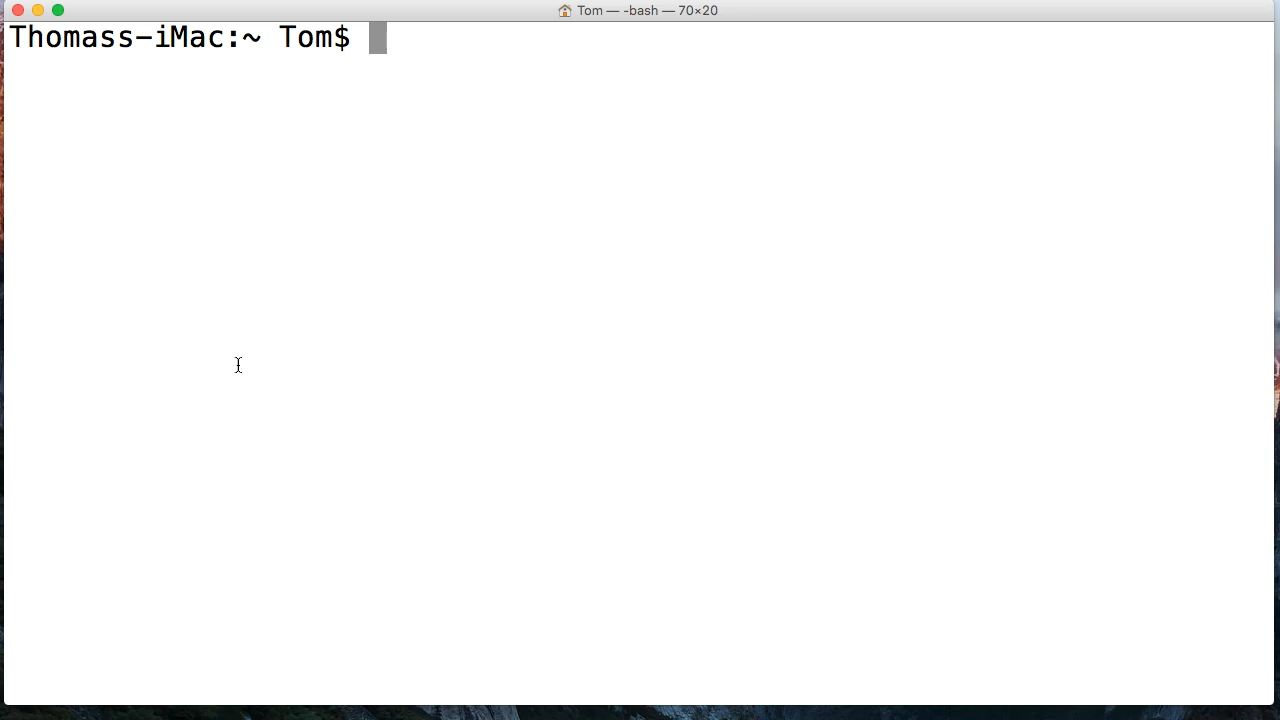 Tom — -bash — 70×20
Thomass-iMac:~ Tom$